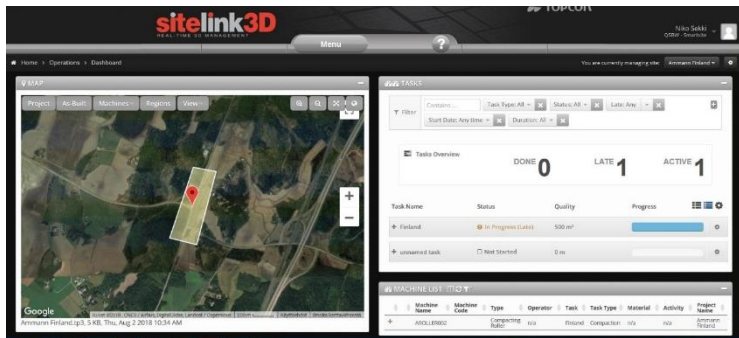 TOPCON
sitelink3D
REAL-TIME 3D MANAGEMENT
Menu
?
Niko Sekki
Home > Operations > Dashboard
You are currently managing site: Ammann Finland
MAP
Project As-Built Machines Regions View
+
−
Google
Ammann Finland.tp3, 5 KB, Thu, Aug 2 2018 10:34 AM
TASKS
Filter Contains ... Task Type: All × Status: All × Late: Any ×
Start Date: Any time × Duration: All ×
Tasks Overview DONE 0 LATE 1 ACTIVE 1
Task Name Status Quality Progress
+ Finland In Progress (Late) 500 m²
+ unnamed task Not Started 0 m
MACHINE LIST
Machine Name Machine Code Type Operator Task Task Type Material Activity Project Name
+ AROLLER002 Compacting Roller n/a Finland Compaction n/a n/a Ammann Finland